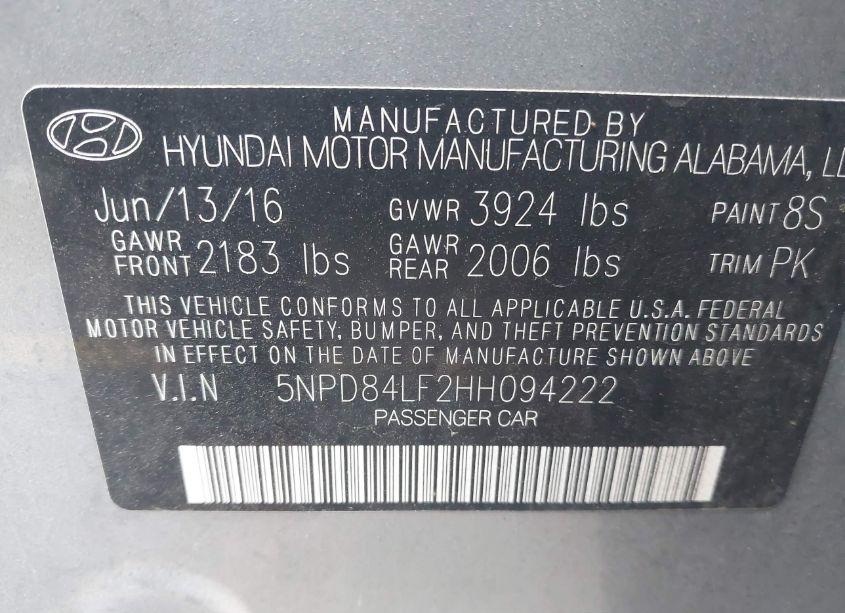 MANUFACTURED BY
HYUNDAI MOTOR MANUFACTURING ALABAMA, LL
Jun/13/16 GVWR 3924 lbs PAINT 8S
GAWR FRONT 2183 lbs GAWR REAR 2006 lbs TRIM PK
THIS VEHICLE CONFORMS TO ALL APPLICABLE U.S.A. FEDERAL
MOTOR VEHICLE SAFETY, BUMPER, AND THEFT PREVENTION STANDARDS
IN EFFECT ON THE DATE OF MANUFACTURE SHOWN ABOVE
V.I.N 5NPD84LF2HH094222
PASSENGER CAR